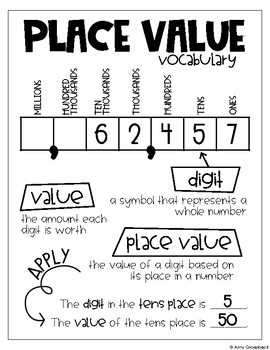 PLACE VALUE
vocabulary
MILLIONS
HUNDRED THOUSANDS
TEN THOUSANDS
THOUSANDS
HUNDREDS
TENS
ONES
, 6 2 , 4 5 7
digit
a symbol that represents a
whole number
value
the amount each
digit is worth
place value
the value of a digit based on
its place in a number
APPLY
The digit in the tens place is 5
The value of the tens place is 50
© Amy Groesbeck